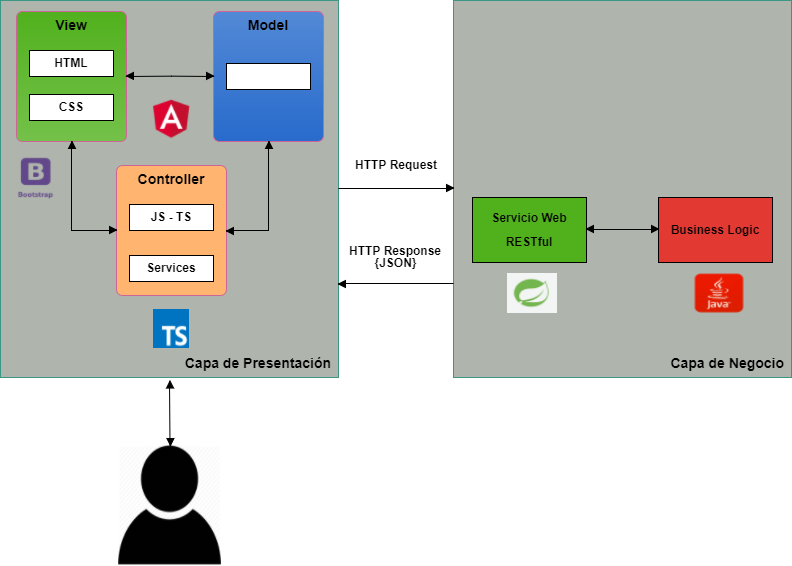 View
HTML
CSS
Model
A
B
Bootstrap
Controller
JS - TS
Services
TS
Capa de Presentación
HTTP Request
HTTP Response
{JSON}
Servicio Web
RESTful
Business Logic
Java
Capa de Negocio